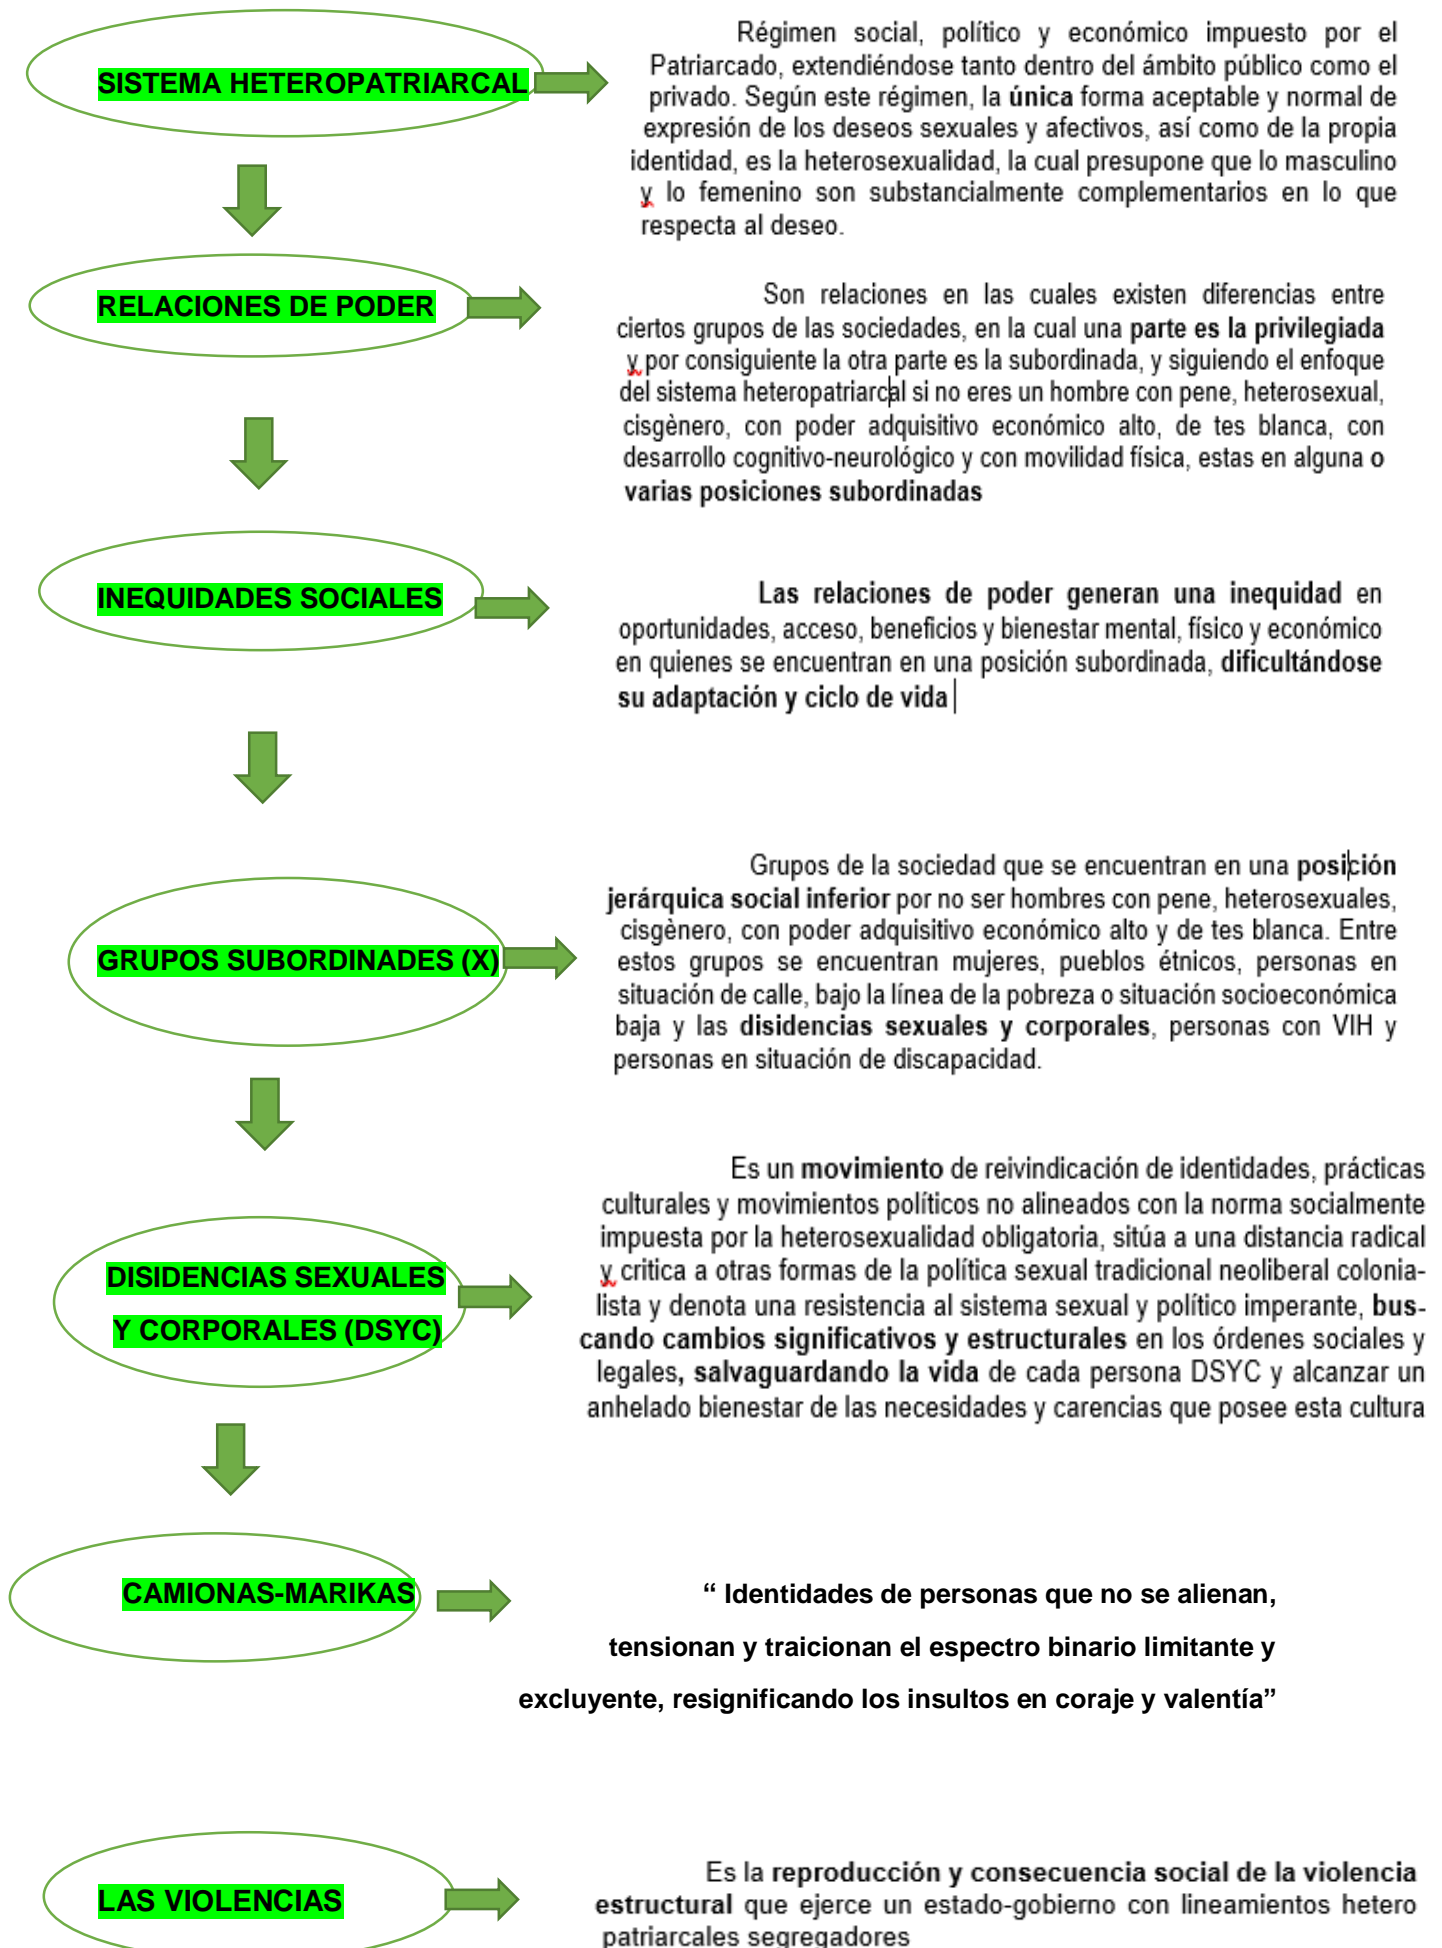 SISTEMA HETEROPATRIARCAL
Régimen social, político y económico impuesto por el
Patriarcado, extendiéndose tanto dentro del ámbito público como el
privado. Según este régimen, la única forma aceptable y normal de
expresión de los deseos sexuales y afectivos, así como de la propia
identidad, es la heterosexualidad, la cual presupone que lo masculino
y lo femenino son substancialmente complementarios en lo que
respecta al deseo.
RELACIONES DE PODER
Son relaciones en las cuales existen diferencias entre
ciertos grupos de las sociedades, en la cual una parte es la privilegiada
y por consiguiente la otra parte es la subordinada, y siguiendo el enfoque
del sistema heteropatriarcal si no eres un hombre con pene, heterosexual,
cisgènero, con poder adquisitivo económico alto, de tes blanca, con
desarrollo cognitivo-neurológico y con movilidad física, estas en alguna o
varias posiciones subordinadas
INEQUIDADES SOCIALES
Las relaciones de poder generan una inequidad en
oportunidades, acceso, beneficios y bienestar mental, físico y económico
en quienes se encuentran en una posición subordinada, dificultándose
su adaptación y ciclo de vida
GRUPOS SUBORDINADES (X)
Grupos de la sociedad que se encuentran en una posición
jerárquica social inferior por no ser hombres con pene, heterosexuales,
cisgènero, con poder adquisitivo económico alto y de tes blanca. Entre
estos grupos se encuentran mujeres, pueblos étnicos, personas en
situación de calle, bajo la línea de la pobreza o situación socioeconómica
baja y las disidencias sexuales y corporales, personas con VIH y
personas en situación de discapacidad.
DISIDENCIAS SEXUALES
Y CORPORALES (DSYC)
Es un movimiento de reivindicación de identidades, prácticas
culturales y movimientos políticos no alineados con la norma socialmente
impuesta por la heterosexualidad obligatoria, sitúa a una distancia radical
y critica a otras formas de la política sexual tradicional neoliberal colonia-
lista y denota una resistencia al sistema sexual y político imperante, bus-
cando cambios significativos y estructurales en los órdenes sociales y
legales, salvaguardando la vida de cada persona DSYC y alcanzar un
anhelado bienestar de las necesidades y carencias que posee esta cultura
CAMIONAS-MARIKAS
“ Identidades de personas que no se alienan,
tensionan y traicionan el espectro binario limitante y
excluyente, resignificando los insultos en coraje y valentía”
LAS VIOLENCIAS
Es la reproducción y consecuencia social de la violencia
estructural que ejerce un estado-gobierno con lineamientos hetero
patriarcales segregadores